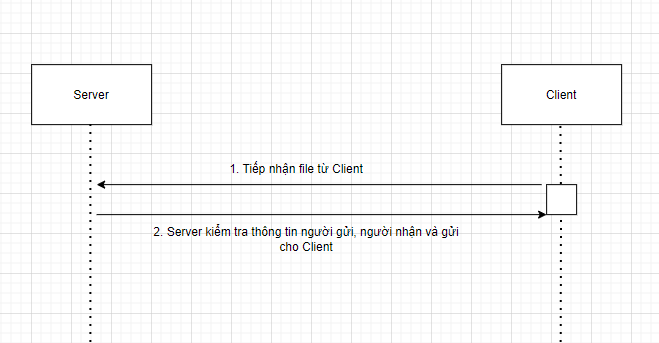 Server
Client
1. Tiếp nhận file từ Client
2. Server kiểm tra thông tin người gửi, người nhận và gửi
cho Client